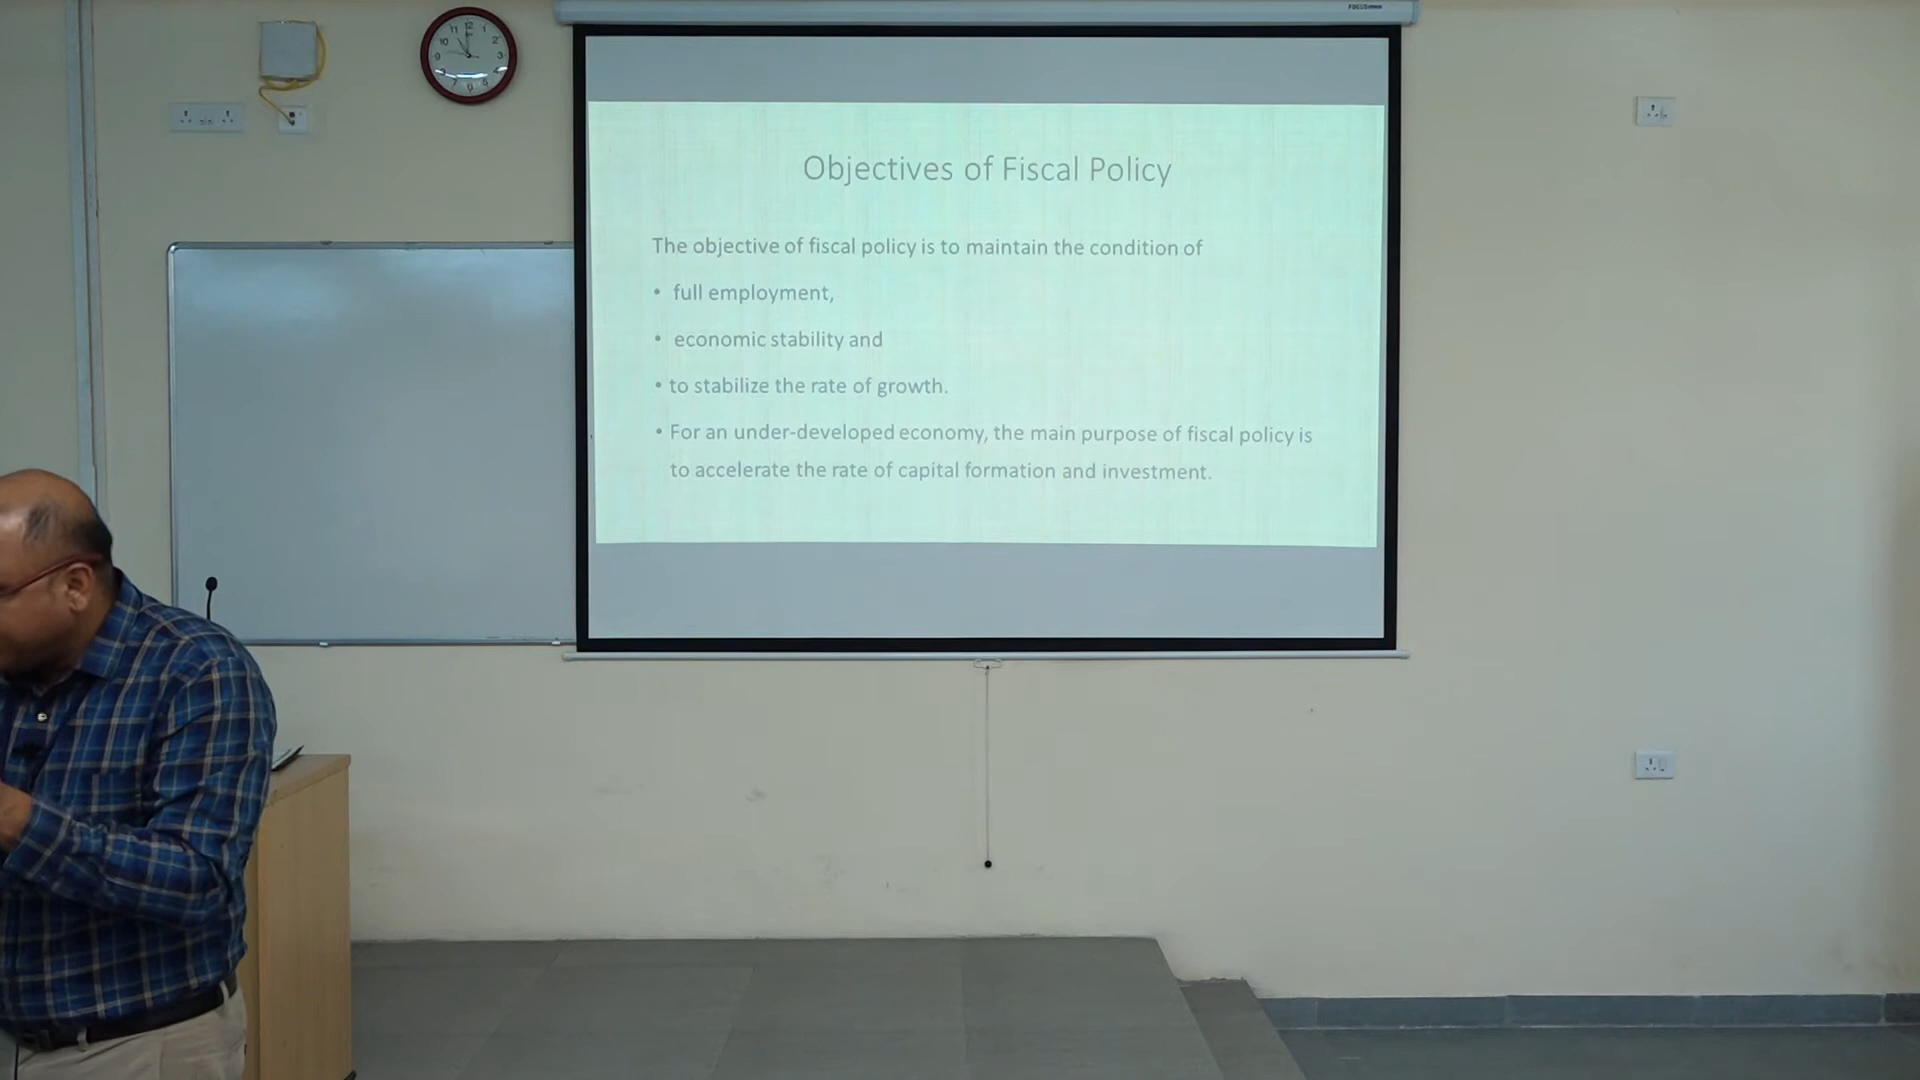 Objectives of Fiscal Policy
The objective of fiscal policy is to maintain the condition of
• full employment,
• economic stability and
• to stabilize the rate of growth.
• For an under-developed economy, the main purpose of fiscal policy is
to accelerate the rate of capital formation and investment.